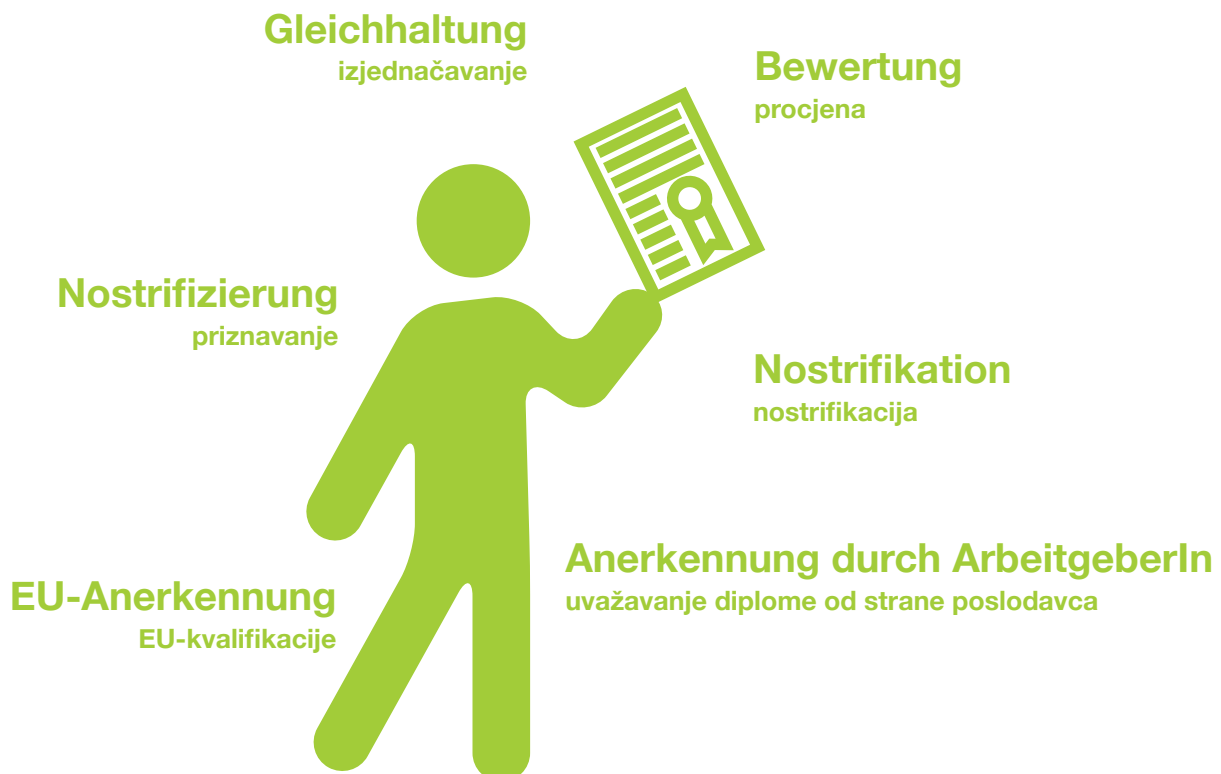 Gleichhaltung
izjednačavanje
Bewertung
procjena
Nostrifizierung
priznavanje
Nostrifikation
nostrifikacija
Anerkennung durch ArbeitgeberIn
uvažavanje diplome od strane poslodavca
EU-Anerkennung
EU-kvalifikacije